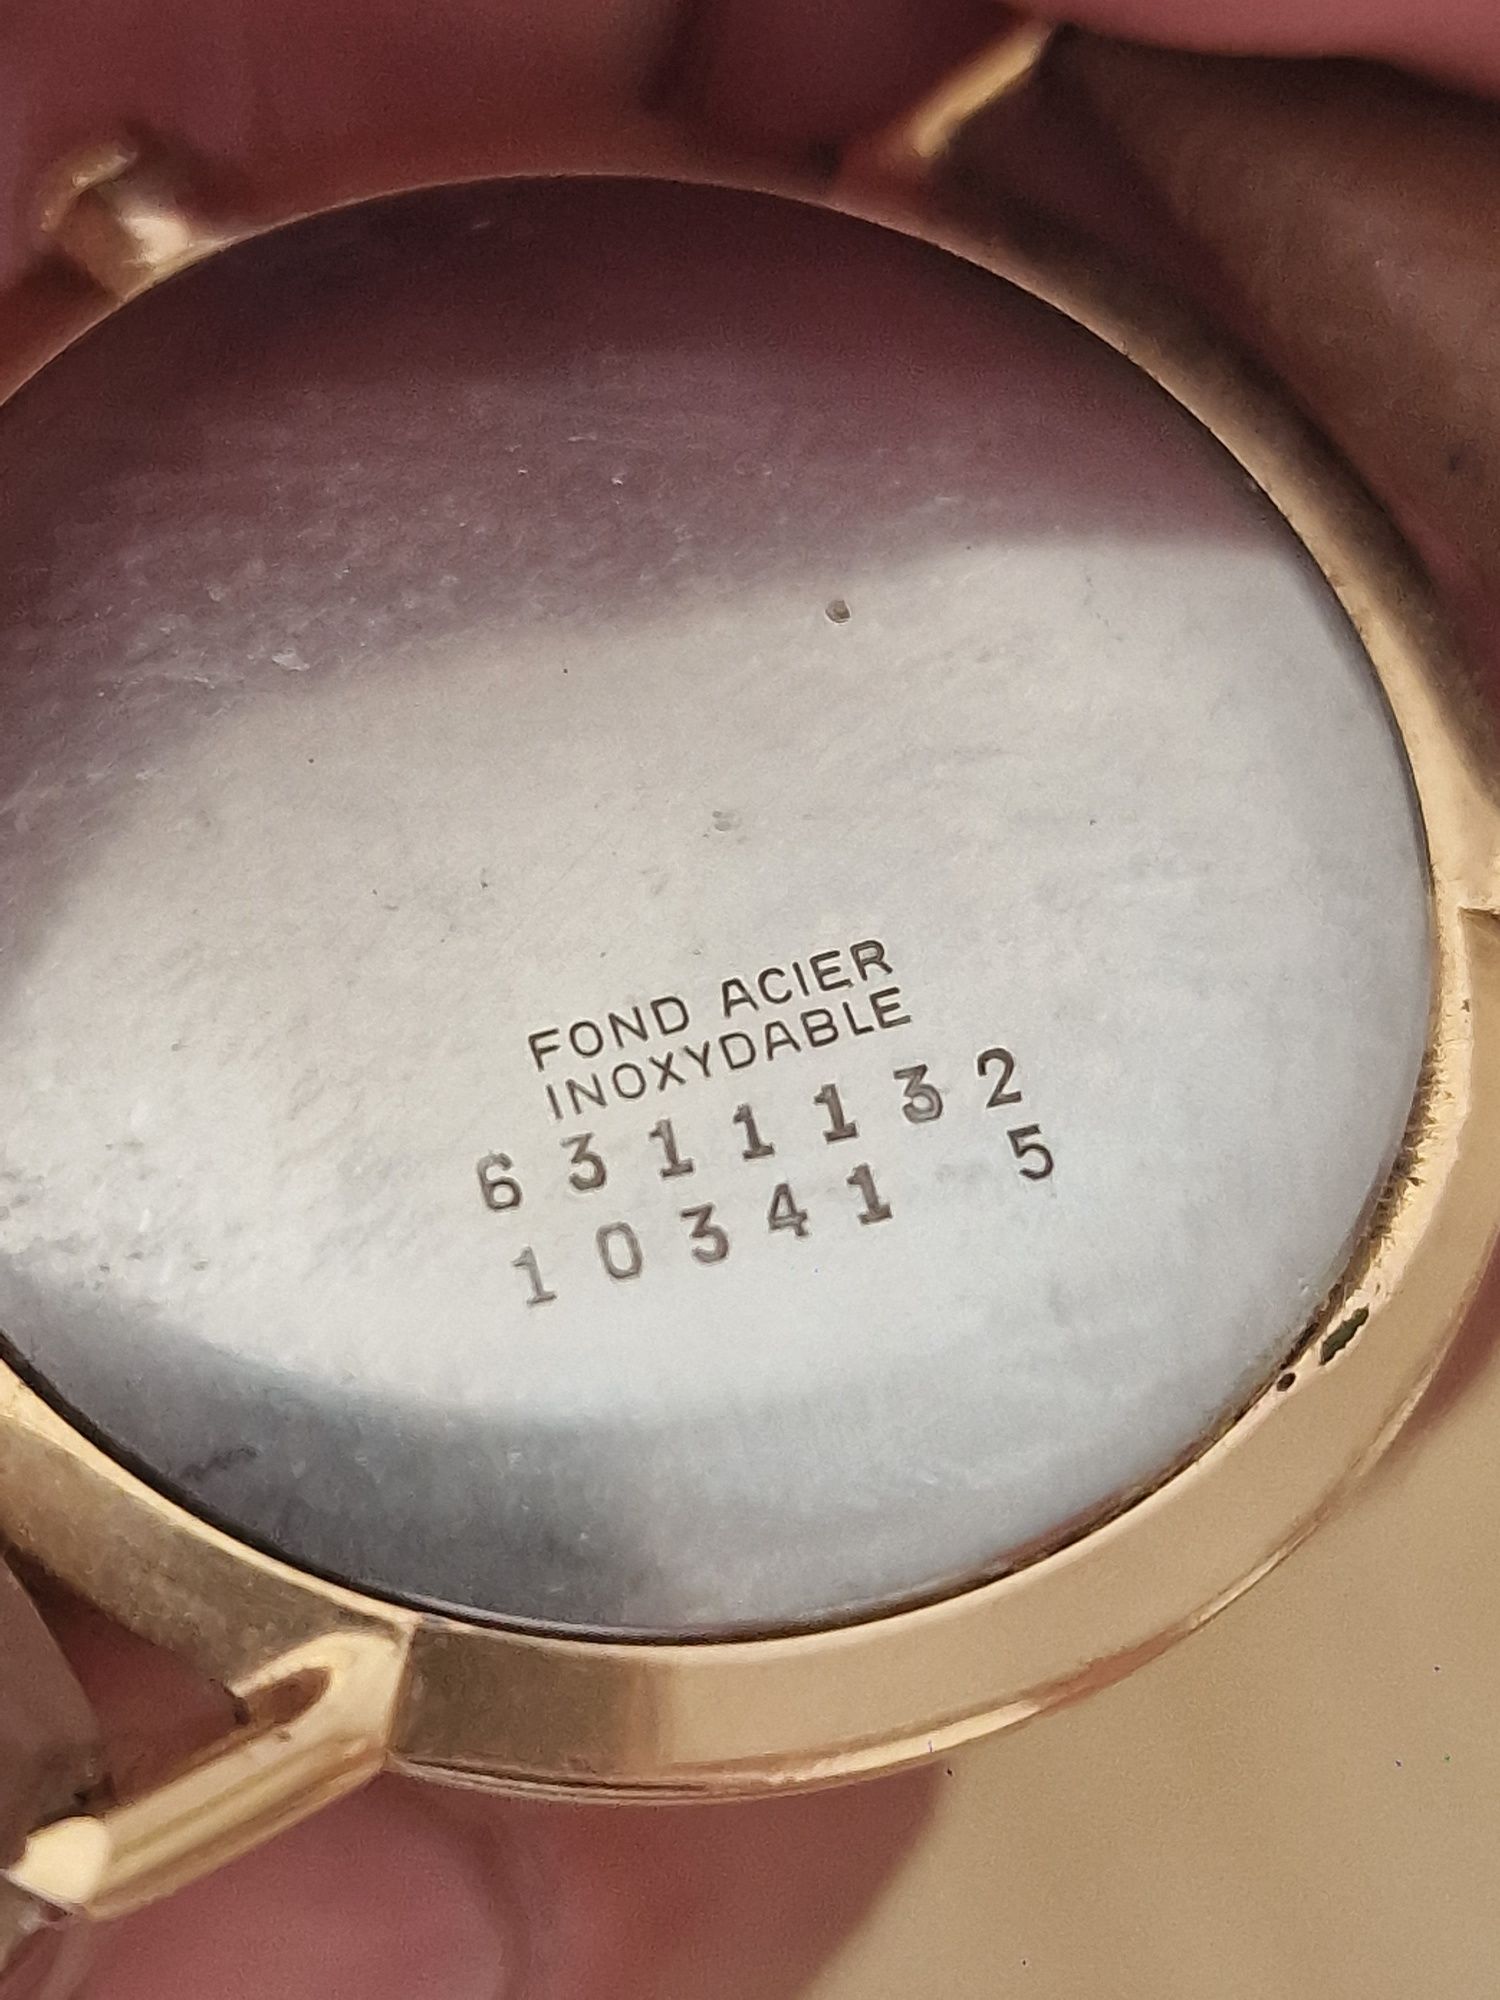 FOND ACIER
INOXYDABLE
6311132
10341 5